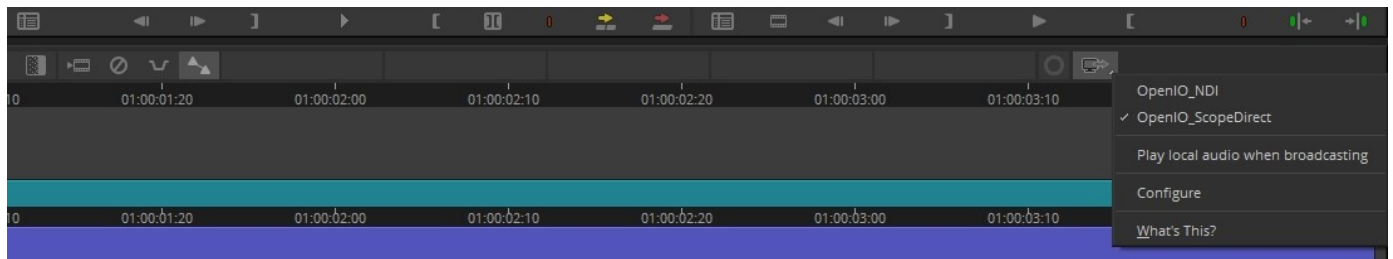 10 01:00:01:20 01:00:02:00 01:00:02:10 01:00:02:20 01:00:03:00 01:00:03:10
OpenIO_NDI
✓ OpenIO_ScopeDirect
Play local audio when broadcasting
Configure
10 01:00:01:20 01:00:02:00 01:00:02:10 01:00:02:20 01:00:03:00 01:00:03:10
What's This?